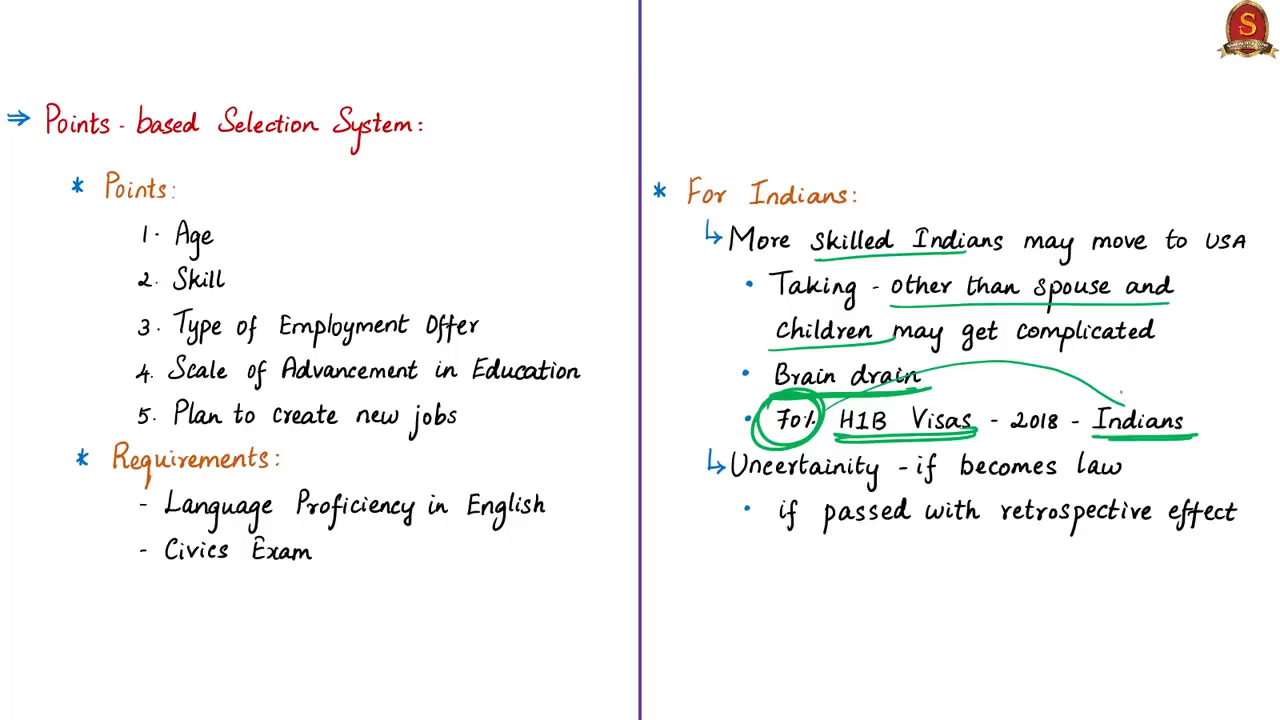 ⇒ Points - based Selection System:
* Points:
1. Age
2. Skill
3. Type of Employment Offer
4. Scale of Advancement in Education
5. Plan to create new jobs
* Requirements:
- Language Proficiency in English
- Civics Exam
* For Indians:
↳ More skilled Indians may move to USA
• Taking - other than spouse and
children may get complicated
• Brain drain
• 70% H1B Visas - 2018 - Indians
↳ Uncertainity - if becomes law
• if passed with retrospective effect
S